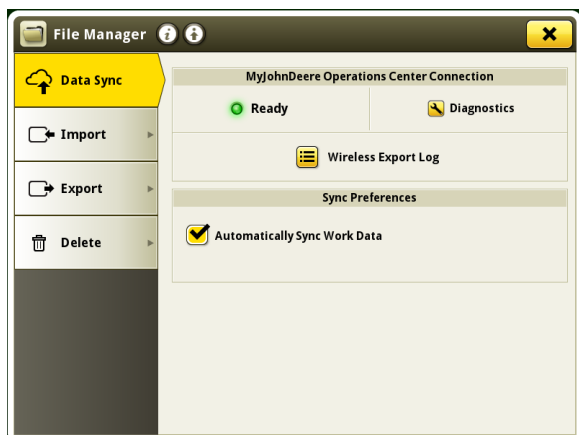 File Manager
Data Sync
Import
Export
Delete
MyJohnDeere Operations Center Connection
Ready
Diagnostics
Wireless Export Log
Sync Preferences
Automatically Sync Work Data